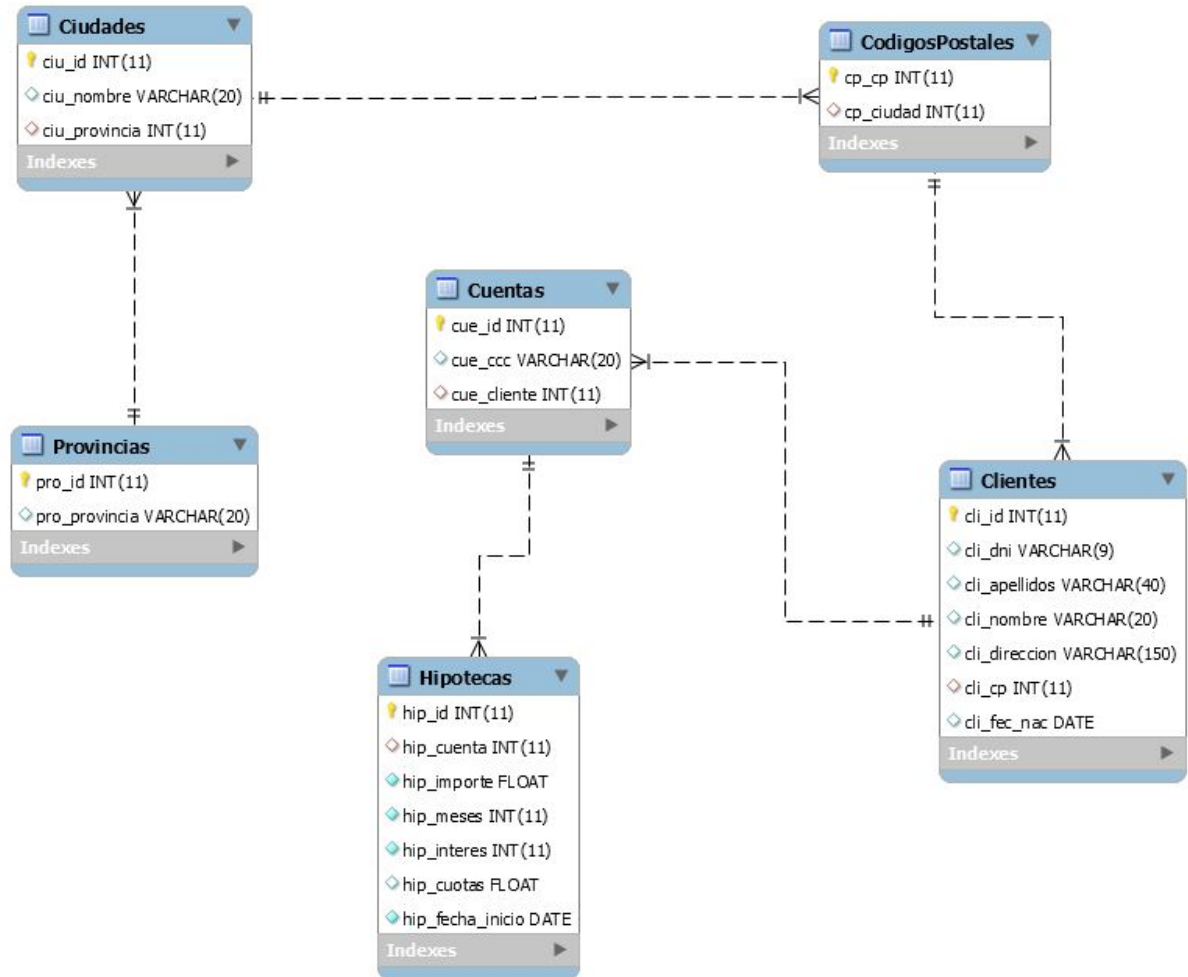 Ciudades
ciu_id INT(11)
ciu_nombre VARCHAR(20)
ciu_provincia INT(11)
Indexes
CodigosPostales
cp_cp INT(11)
cp_ciudad INT(11)
Indexes
Cuentas
cue_id INT(11)
cue_ccc VARCHAR(20)
cue_cliente INT(11)
Indexes
Provincias
pro_id INT(11)
pro_provincia VARCHAR(20)
Indexes
Clientes
cli_id INT(11)
cli_dni VARCHAR(9)
cli_apellidos VARCHAR(40)
cli_nombre VARCHAR(20)
cli_direccion VARCHAR(150)
cli_cp INT(11)
cli_fec_nac DATE
Indexes
Hipotecas
hip_id INT(11)
hip_cuenta INT(11)
hip_importe FLOAT
hip_meses INT(11)
hip_interes INT(11)
hip_cuotas FLOAT
hip_fecha_inicio DATE
Indexes